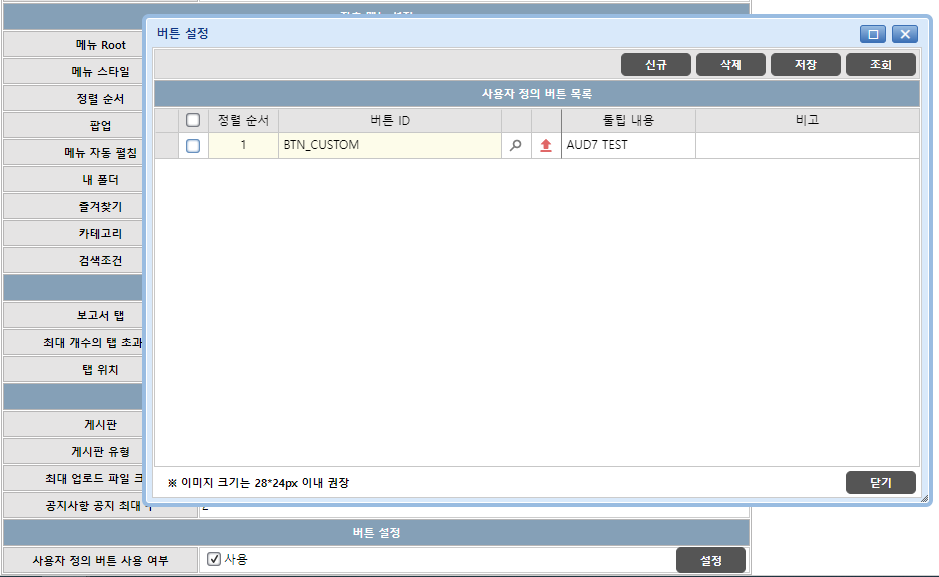 버튼 설정
신규 삭제 저장 조회
사용자 정의 버튼 목록
정렬 순서 버튼 ID 툴팁 내용 비고
1 BTN_CUSTOM AUD7 TEST
※ 이미지 크기는 28*24px 이내 권장
닫기
메뉴 Root
메뉴 스타일
정렬 순서
팝업
메뉴 자동 펼침
내 폴더
즐겨찾기
카테고리
검색조건
보고서 탭
최대 개수의 탭 초과
탭 위치
게시판
게시판 유형
최대 업로드 파일
공지사항 공지 최대
버튼 설정
사용자 정의 버튼 사용 여부 사용 설정